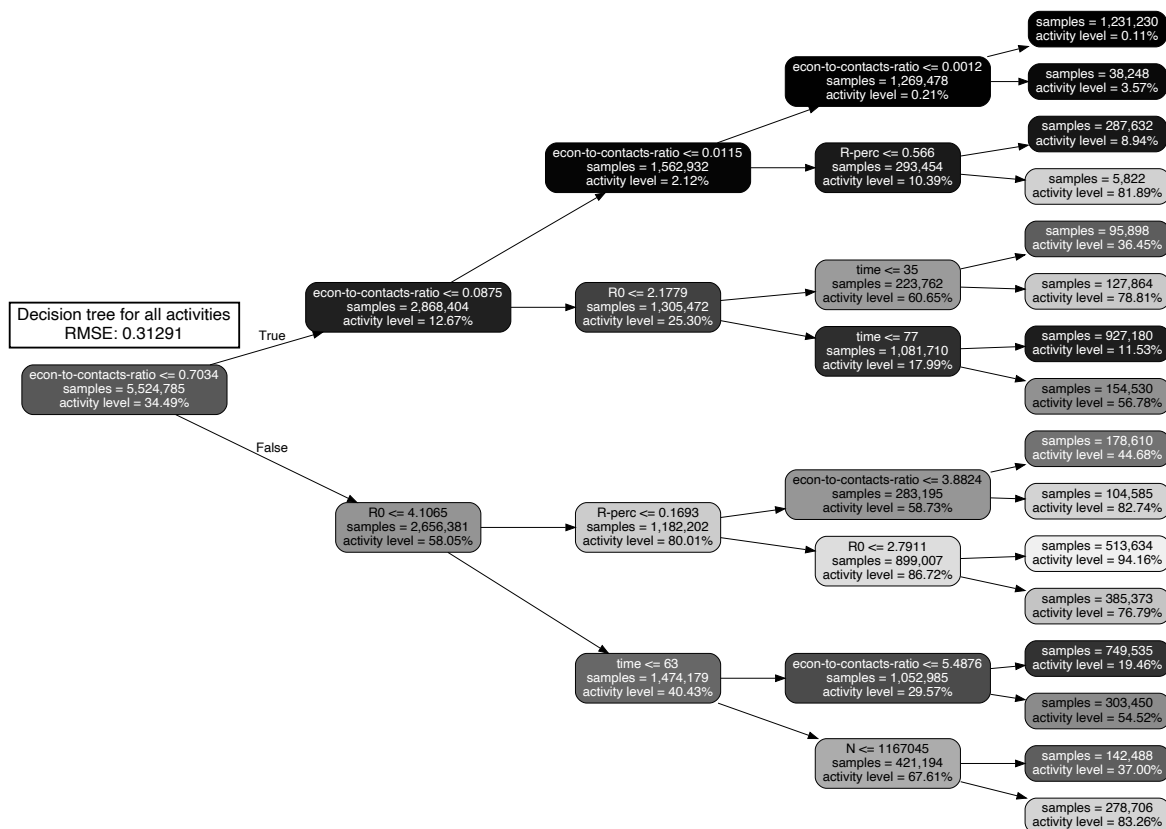 Decision tree for all activities
RMSE: 0.31291
True
False
econ-to-contacts-ratio <= 0.7034
samples = 5,524,785
activity level = 34.49%
econ-to-contacts-ratio <= 0.0875
samples = 2,868,404
activity level = 12.67%
R0 <= 4.1065
samples = 2,656,381
activity level = 58.05%
econ-to-contacts-ratio <= 0.0115
samples = 1,562,932
activity level = 2.12%
R0 <= 2.1779
samples = 1,305,472
activity level = 25.30%
R-perc <= 0.1693
samples = 1,182,202
activity level = 80.01%
time <= 63
samples = 1,474,179
activity level = 40.43%
econ-to-contacts-ratio <= 0.0012
samples = 1,269,478
activity level = 0.21%
R-perc <= 0.566
samples = 293,454
activity level = 10.39%
time <= 35
samples = 223,762
activity level = 60.65%
time <= 77
samples = 1,081,710
activity level = 17.99%
econ-to-contacts-ratio <= 3.8824
samples = 283,195
activity level = 58.73%
R0 <= 2.7911
samples = 899,007
activity level = 86.72%
econ-to-contacts-ratio <= 5.4876
samples = 1,052,985
activity level = 29.57%
N <= 1167045
samples = 421,194
activity level = 67.61%
samples = 1,231,230
activity level = 0.11%
samples = 38,248
activity level = 3.57%
samples = 287,632
activity level = 8.94%
samples = 5,822
activity level = 81.89%
samples = 95,898
activity level = 36.45%
samples = 127,864
activity level = 78.81%
samples = 927,180
activity level = 11.53%
samples = 154,530
activity level = 56.78%
samples = 178,610
activity level = 44.68%
samples = 104,585
activity level = 82.74%
samples = 513,634
activity level = 94.16%
samples = 385,373
activity level = 76.79%
samples = 749,535
activity level = 19.46%
samples = 303,450
activity level = 54.52%
samples = 142,488
activity level = 37.00%
samples = 278,706
activity level = 83.26%